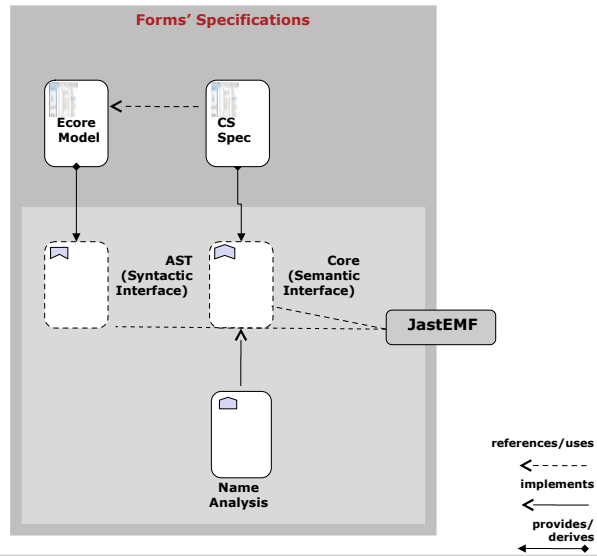 Forms’ Specifications
Ecore
Model
CS
Spec
AST
(Syntactic
Interface)
Core
(Semantic
Interface)
JastEMF
Name
Analysis
references/uses
implements
provides/
derives